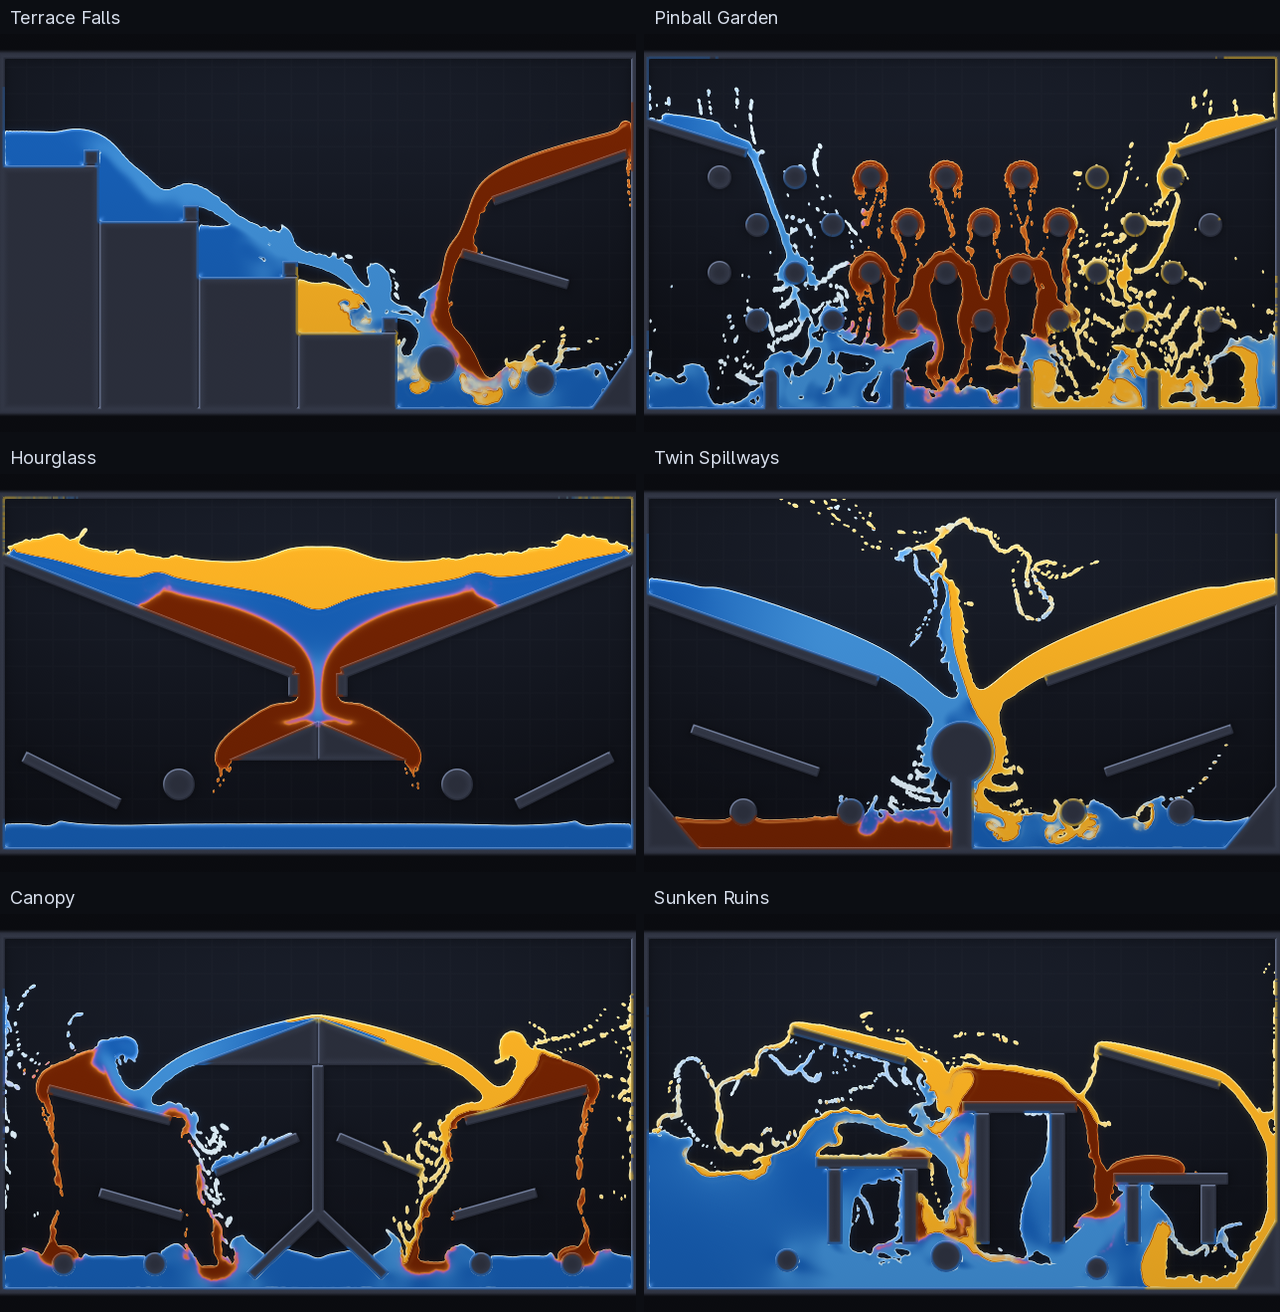 Terrace Falls
Pinball Garden
Hourglass
Twin Spillways
Canopy
Sunken Ruins